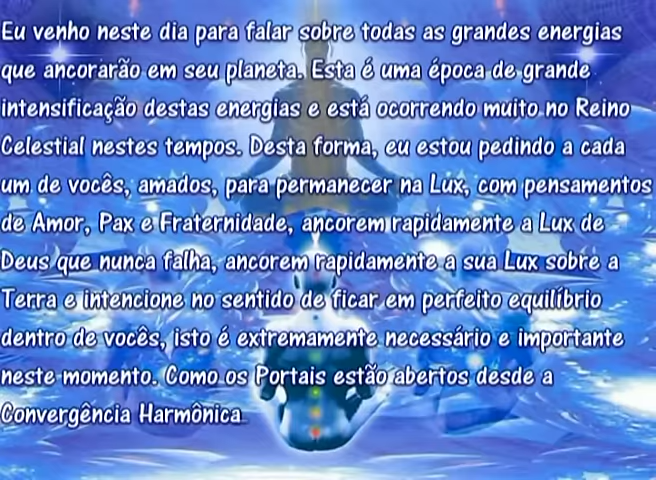 Eu venho neste dia para falar sobre todas as grandes energias
que ancorarão em seu planeta. Esta é uma época de grande
intensificação destas energias e está ocorrendo muito no Reino
Celestial nestes tempos. Desta forma, eu estou pedindo a cada
um de vocês, amados, para permanecer na Lux, com pensamentos
de Amor, Pax e Fraternidade, ancorem rapidamente a Lux de
Deus que nunca falha, ancorem rapidamente a sua Lux sobre a
Terra e intencione no sentido de ficar em perfeito equilíbrio
dentro de vocês, isto é extremamente necessário e importante
neste momento. Como os Portais estão abertos desde a
Convergência Harmônica